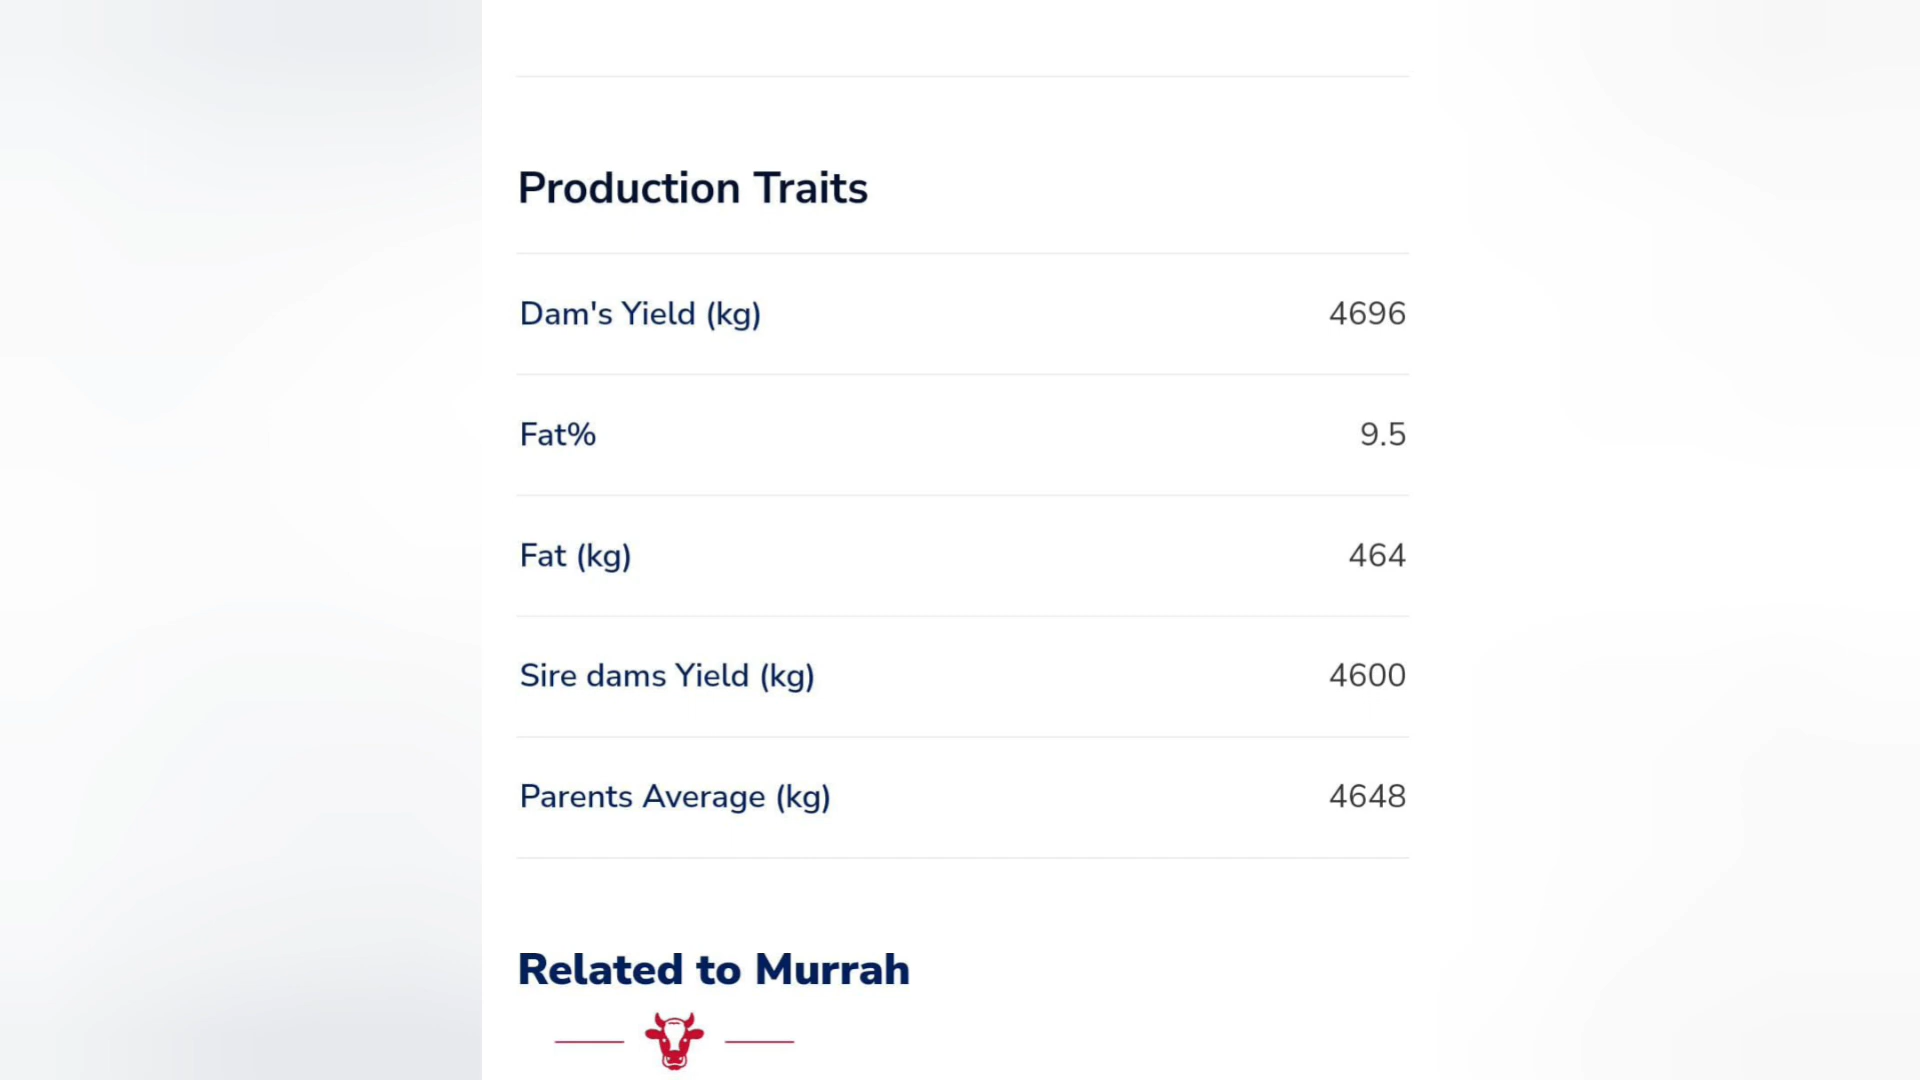 Production Traits
Dam's Yield (kg) 4696
Fat% 9.5
Fat (kg) 464
Sire dams Yield (kg) 4600
Parents Average (kg) 4648
Related to Murrah